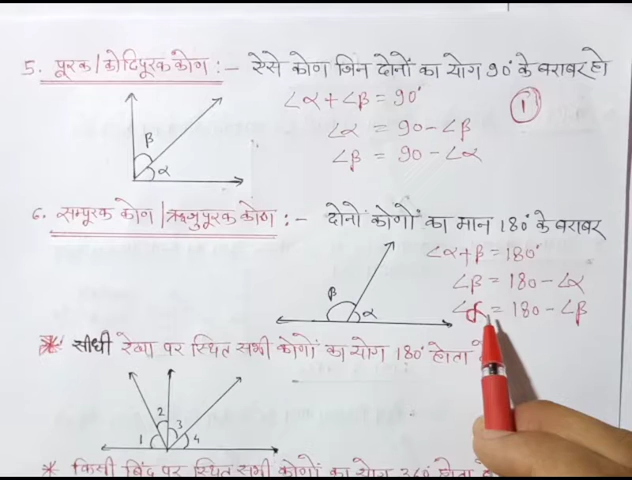 5. पूरक/कोटिपूरक कोण :- ऐसे कोण जिन दोनों का योग 90° के बराबर हो
∠α + ∠β = 90°
①
∠α = 90 - ∠β
∠β = 90 - ∠α
β
α
6. सम्पूरक कोण/ऋजुपूरक कोण :- दोनों कोणों का मान 180° के बराबर
∠α + β = 180°
∠β = 180 - ∠α
∠α = 180 - ∠β
β
α
* सीधी रेखा पर स्थित सभी कोणों का योग 180° होता
1 2 3 4
* किसी बिंदु पर स्थित सभी कोणों का योग 360° होता